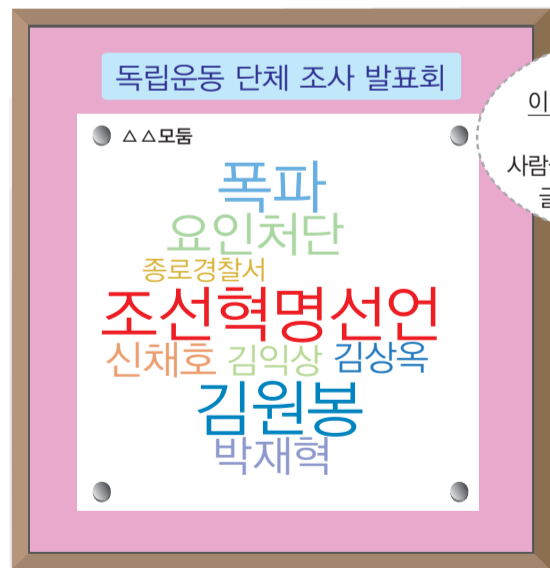 독립운동 단체 조사 발표회
△△모둠
폭파
요인처단
종로경찰서
조선혁명선언
신채호 김익상 김상옥
김원봉
박재혁
이
사람